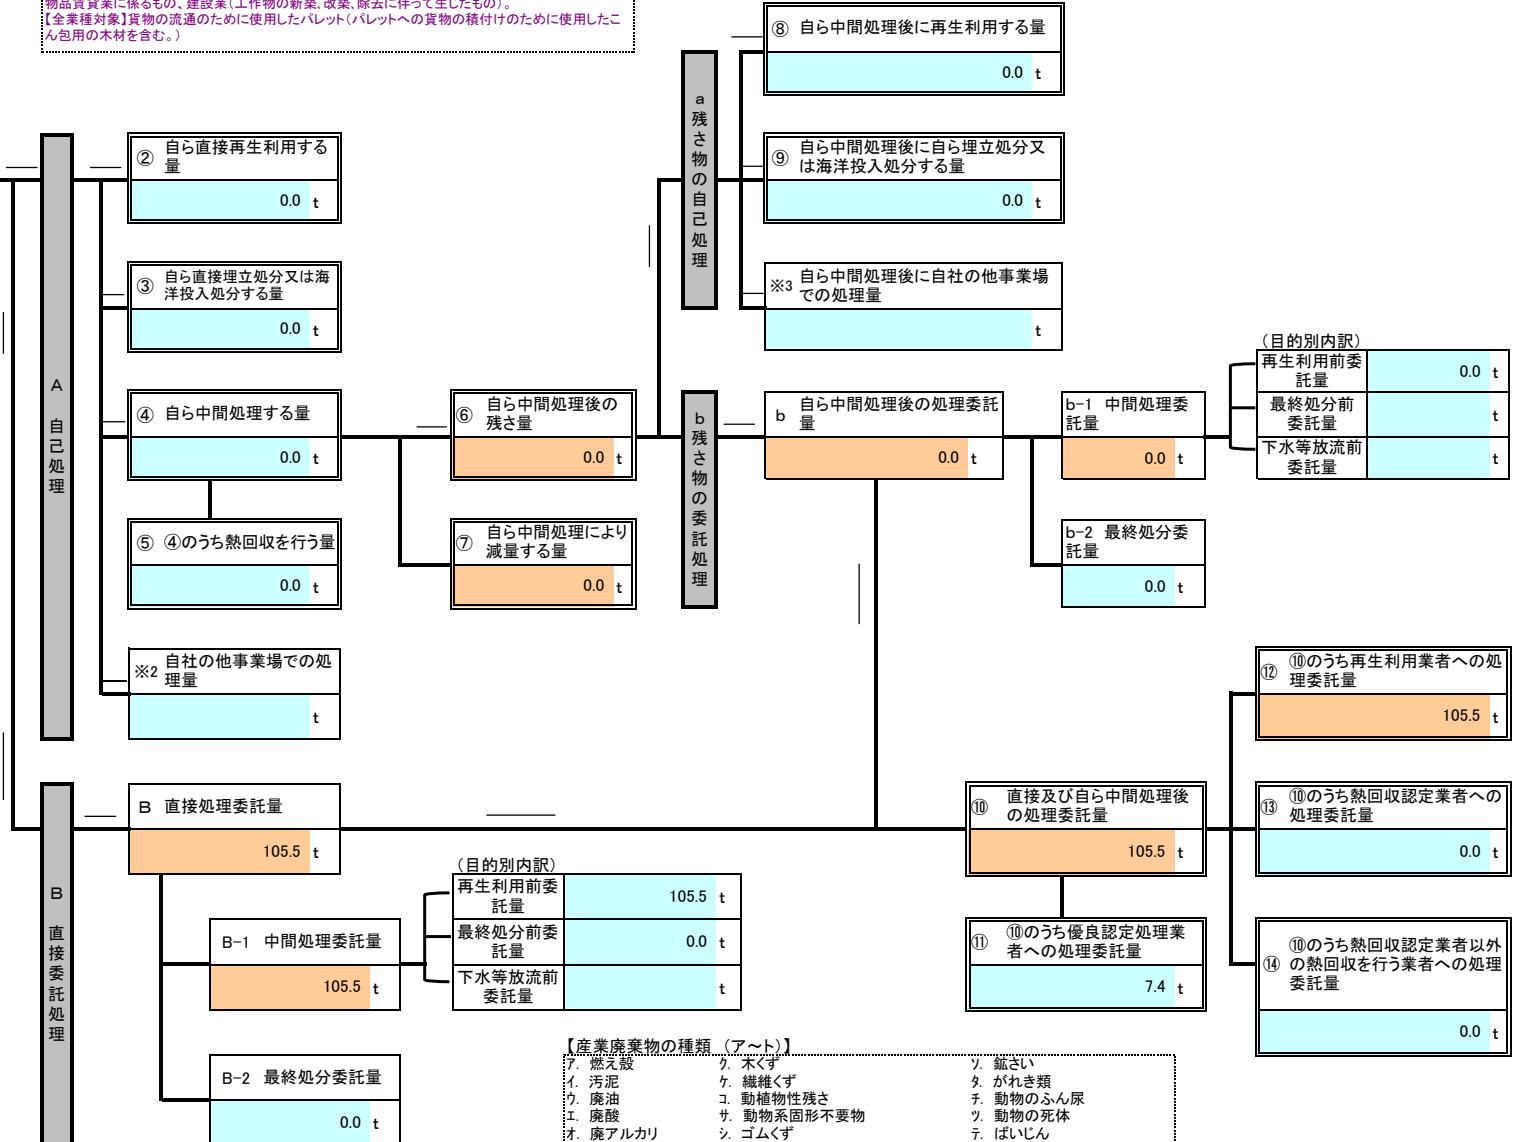 物品賃貸業に係るもの、建設業(工作物の新築、改築、除去に伴って生じたもの)。
【全業種対象】貨物の流通のために使用したパレット(パレットへの貨物の積付けのために使用したこ
ん包用の木材を含む。)
A 自己処理
② 自ら直接再生利用する
量
0.0 t
③ 自ら直接埋立処分又は海
洋投入処分する量
0.0 t
④ 自ら中間処理する量
0.0 t
⑤ ④のうち熱回収を行う量
0.0 t
※2 自社の他事業場での処
理量
t
⑥ 自ら中間処理後の
残さ量
0.0 t
⑦ 自ら中間処理により
減量する量
0.0 t
a 残さ物の自己処理
⑧ 自ら中間処理後に再生利用する量
0.0 t
⑨ 自ら中間処理後に自ら埋立処分又
は海洋投入処分する量
0.0 t
※3 自ら中間処理後に自社の他事業場
での処理量
t
b 残さ物の委託処理
b 自ら中間処理後の処理委託
量
0.0 t
b-1 中間処理委
託量
0.0 t
b-2 最終処分委
託量
0.0 t
(目的別内訳)
再生利用前委
託量
0.0 t
最終処分前
委託量
t
下水等放流前
委託量
t
B 直接委託処理
B 直接処理委託量
105.5 t
B-1 中間処理委託量
105.5 t
B-2 最終処分委託量
0.0 t
(目的別内訳)
再生利用前委
託量
105.5 t
最終処分前委
託量
0.0 t
下水等放流前
委託量
t
⑩ 直接及び自ら中間処理後
の処理委託量
105.5 t
⑪ ⑩のうち優良認定処理業
者への処理委託量
7.4 t
⑫ ⑩のうち再生利用業者への処
理委託量
105.5 t
⑬ ⑩のうち熱回収認定業者への
処理委託量
0.0 t
⑭ ⑩のうち熱回収認定業者以外
の熱回収を行う業者への処理
委託量
0.0 t
【産業廃棄物の種類 (ア~ト)】
ア. 燃え殻 ク. 木くず ソ. 鉱さい
イ. 汚泥 ケ. 繊維くず タ. がれき類
ウ. 廃油 コ. 動植物性残さ チ. 動物のふん尿
エ. 廃酸 サ. 動物系固形不要物 ツ. 動物の死体
オ. 廃アルカリ シ. ゴムくず テ. ばいじん